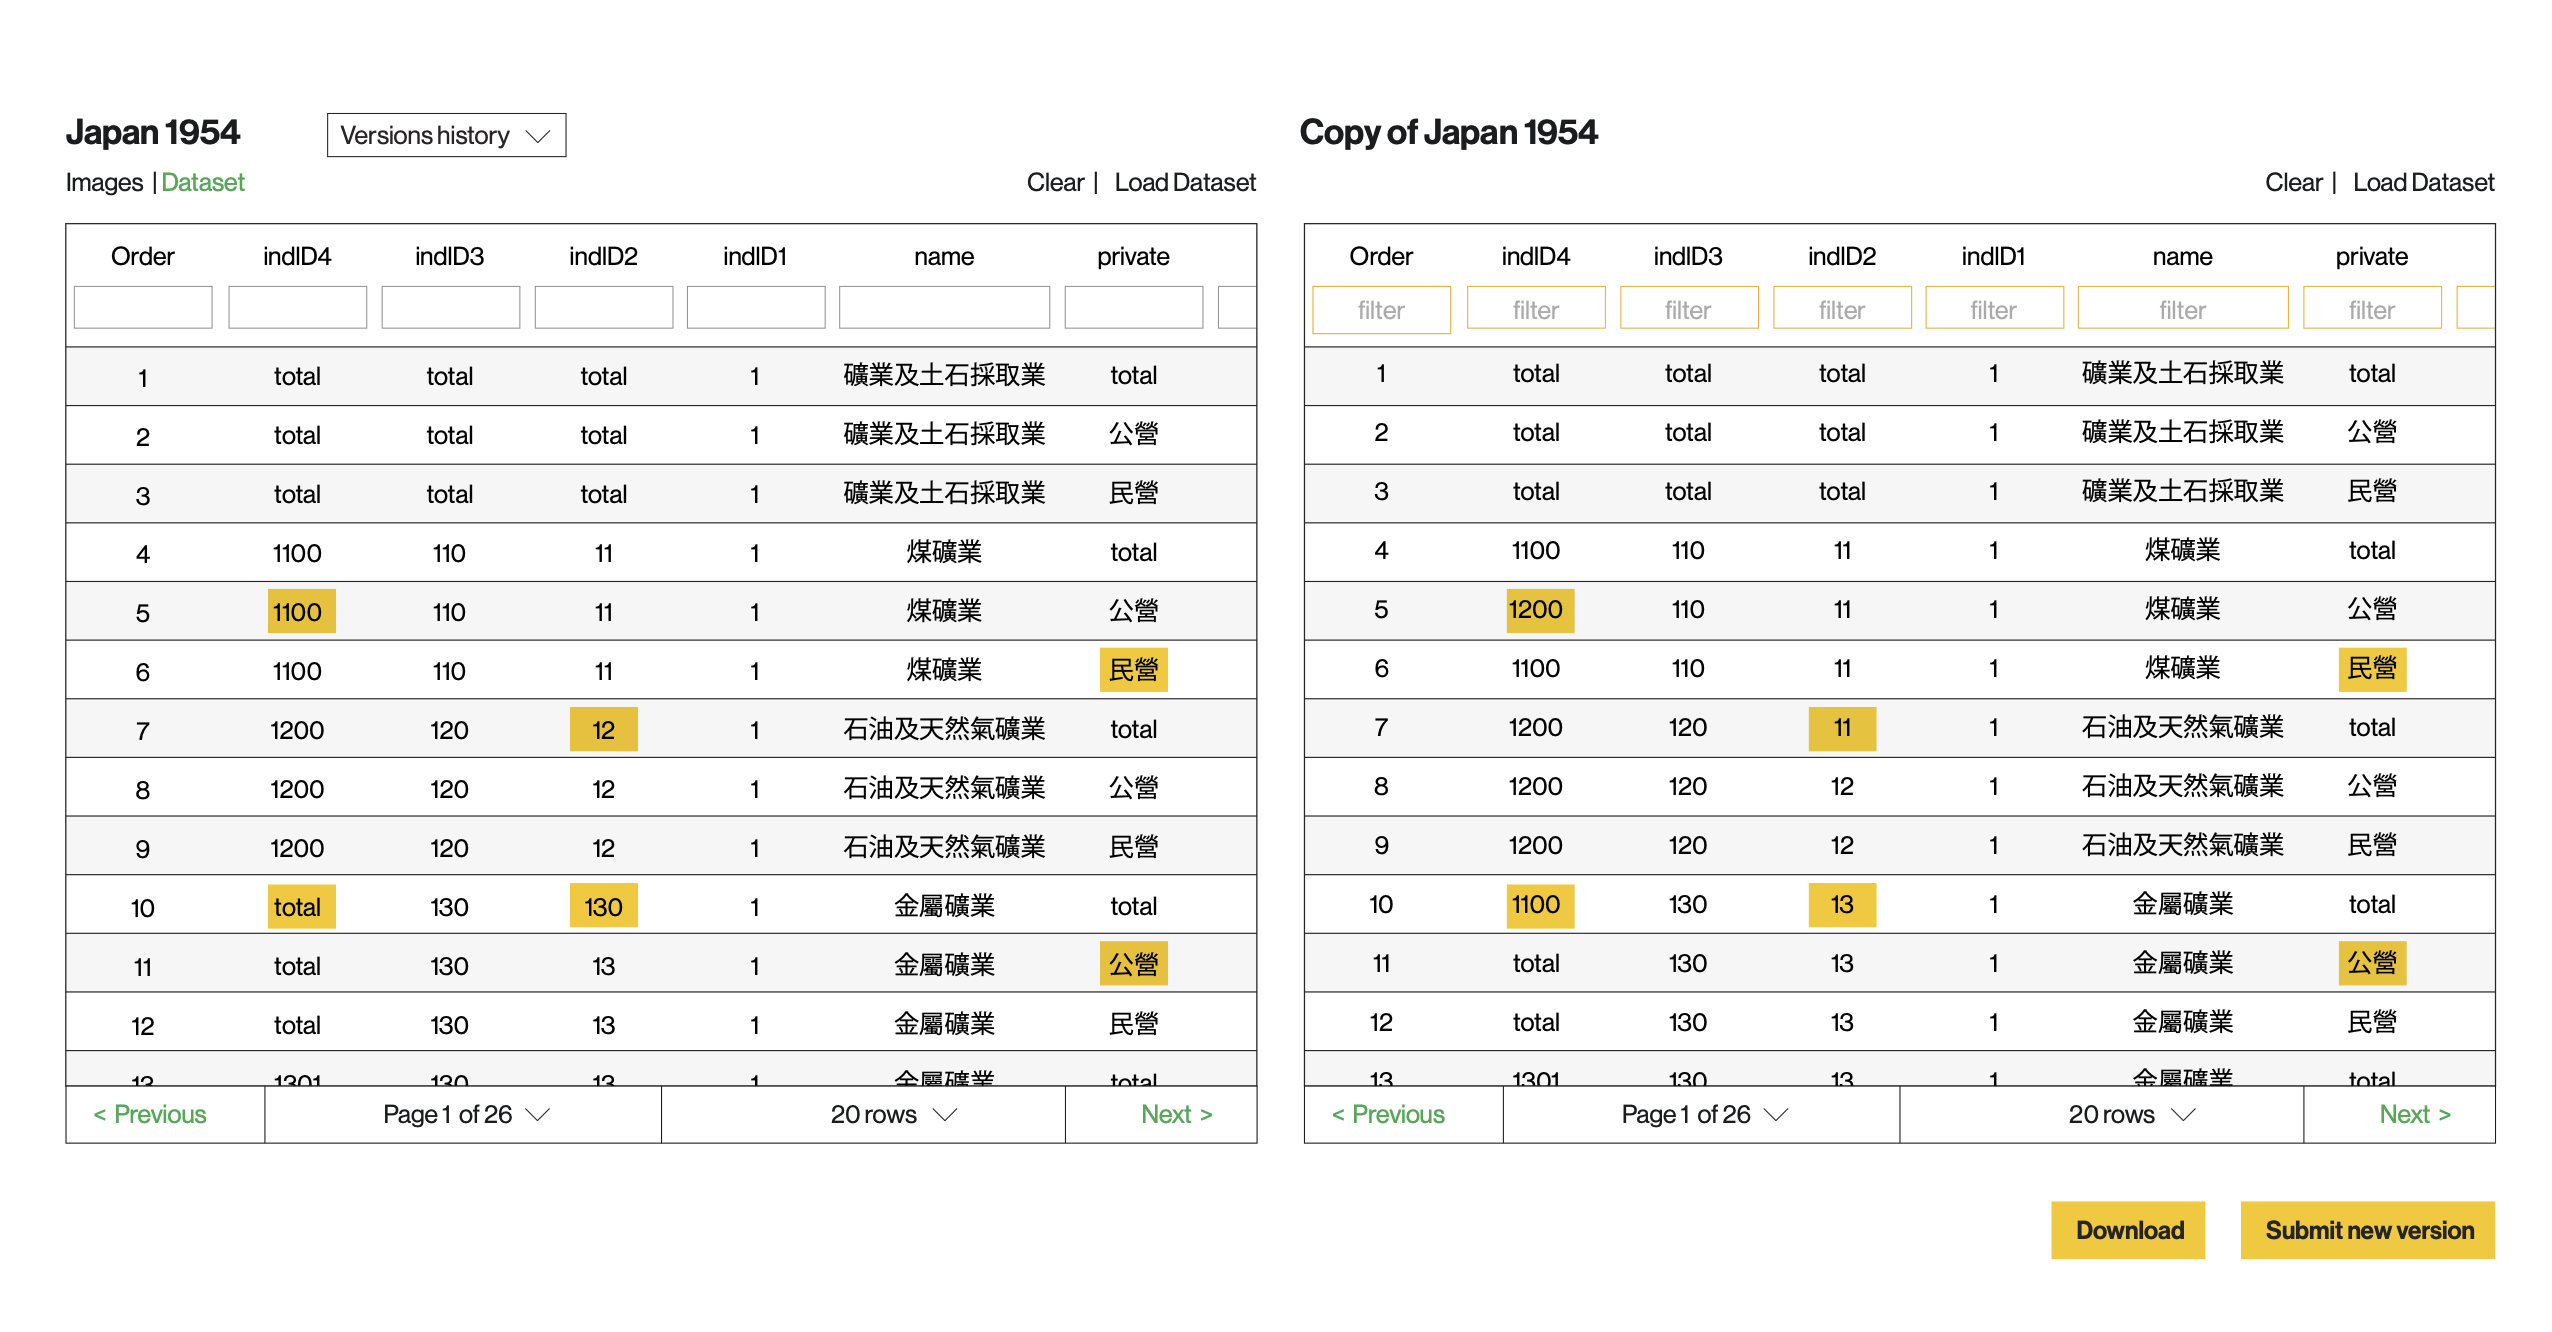 Japan 1954 Versions history
Images | Dataset Clear | Load Dataset
Order indID4 indID3 indID2 indID1 name private
1 total total total 1 礦業及土石採取業 total
2 total total total 1 礦業及土石採取業 公營
3 total total total 1 礦業及土石採取業 民營
4 1100 110 11 1 煤礦業 total
5 1100 110 11 1 煤礦業 公營
6 1100 110 11 1 煤礦業 民營
7 1200 120 12 1 石油及天然氣礦業 total
8 1200 120 12 1 石油及天然氣礦業 公營
9 1200 120 12 1 石油及天然氣礦業 民營
10 total 130 130 1 金屬礦業 total
11 total 130 13 1 金屬礦業 公營
12 total 130 13 1 金屬礦業 民營
13 1301 130 13 1 金屬礦業 total
< Previous Page 1 of 26 20 rows Next >
Copy of Japan 1954
Clear | Load Dataset
Order indID4 indID3 indID2 indID1 name private
filter filter filter filter filter filter filter
1 total total total 1 礦業及土石採取業 total
2 total total total 1 礦業及土石採取業 公營
3 total total total 1 礦業及土石採取業 民營
4 1100 110 11 1 煤礦業 total
5 1200 110 11 1 煤礦業 公營
6 1100 110 11 1 煤礦業 民營
7 1200 120 11 1 石油及天然氣礦業 total
8 1200 120 12 1 石油及天然氣礦業 公營
9 1200 120 12 1 石油及天然氣礦業 民營
10 1100 130 13 1 金屬礦業 total
11 total 130 13 1 金屬礦業 公營
12 total 130 13 1 金屬礦業 民營
13 1301 130 13 1 金屬礦業 total
< Previous Page 1 of 26 20 rows Next >
Download Submit new version